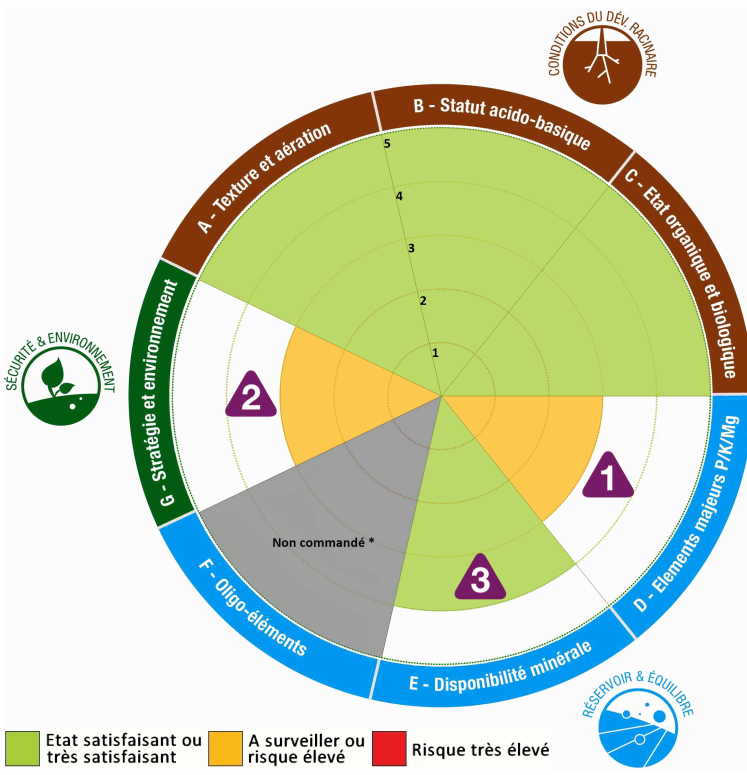 CONDITIONS DU DÉV. RACINAIRE
B - Statut acido-basique
A - Texture et aération
C - Etat organique et biologique
5
4
3
2
1
SÉCURITÉ & ENVIRONNEMENT
G - Stratégie et environnement
2
1
D - Elements majeurs P/K/Mg
Non commandé *
3
F - Oligo-éléments
E - Disponibilité minérale
RÉSERVOIR & ÉQUILIBRE
Etat satisfaisant ou
très satisfaisant
A surveiller ou
risque élevé
Risque très élevé